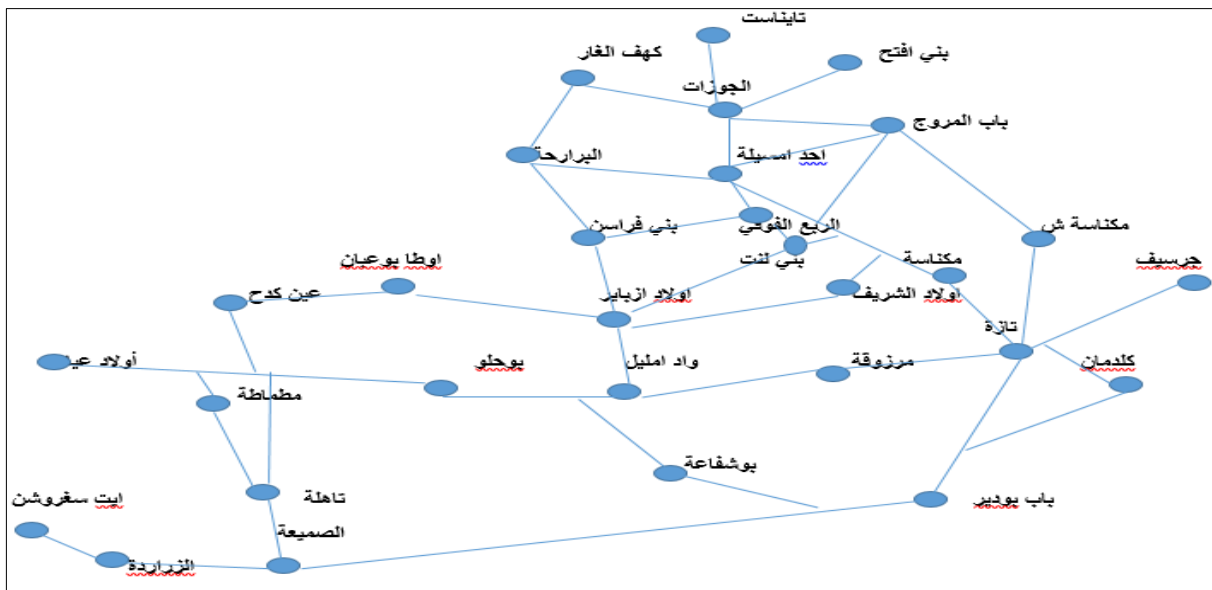 تايناست
كهف الغار
بني افتح
الجوزات
باب المروج
البرارحة
احد امسيلة
مكناسة ش
الربع الفوقي
بني فراسن
جرسيف
مكناسة
بني لنت
اوطا بوعبان
عين كدح
اولاد الشريف
اولاد ازباير
تازة
كلدمان
مرزوقة
واد امليل
بوحلو
أولاد عيا
مطماطة
بوشفاعة
باب بودير
تاهلة
ايت سغروشن
الصميعة
الزراردة